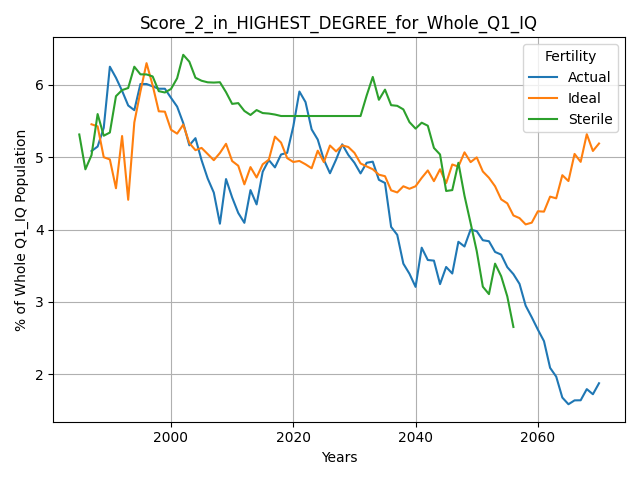 Score_2_in_HIGHEST_DEGREE_for_Whole_Q1_IQ
% of Whole Q1_IQ Population
6
5
4
3
2
Fertility
Actual
Ideal
Sterile
2000
2020
2040
2060
Years